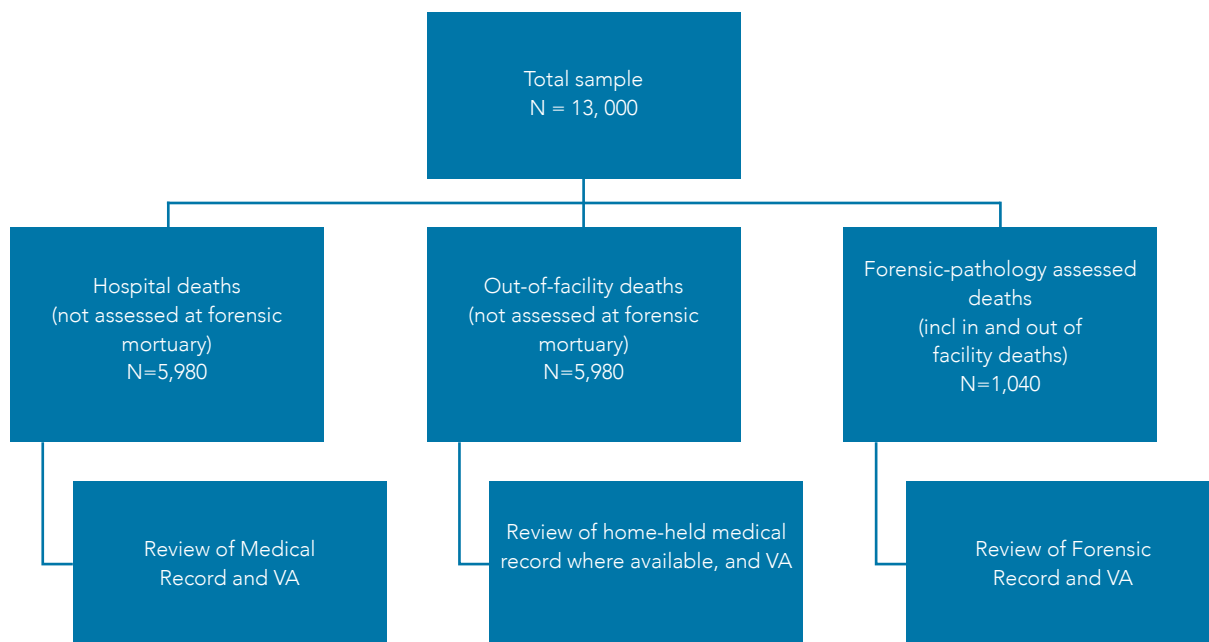 Total sample
N = 13, 000
Hospital deaths
(not assessed at forensic
mortuary)
N=5,980
Out-of-facility deaths
(not assessed at forensic
mortuary)
N=5,980
Forensic-pathology assessed
deaths
(incl in and out of
facility deaths)
N=1,040
Review of Medical
Record and VA
Review of home-held medical
record where available, and VA
Review of Forensic
Record and VA